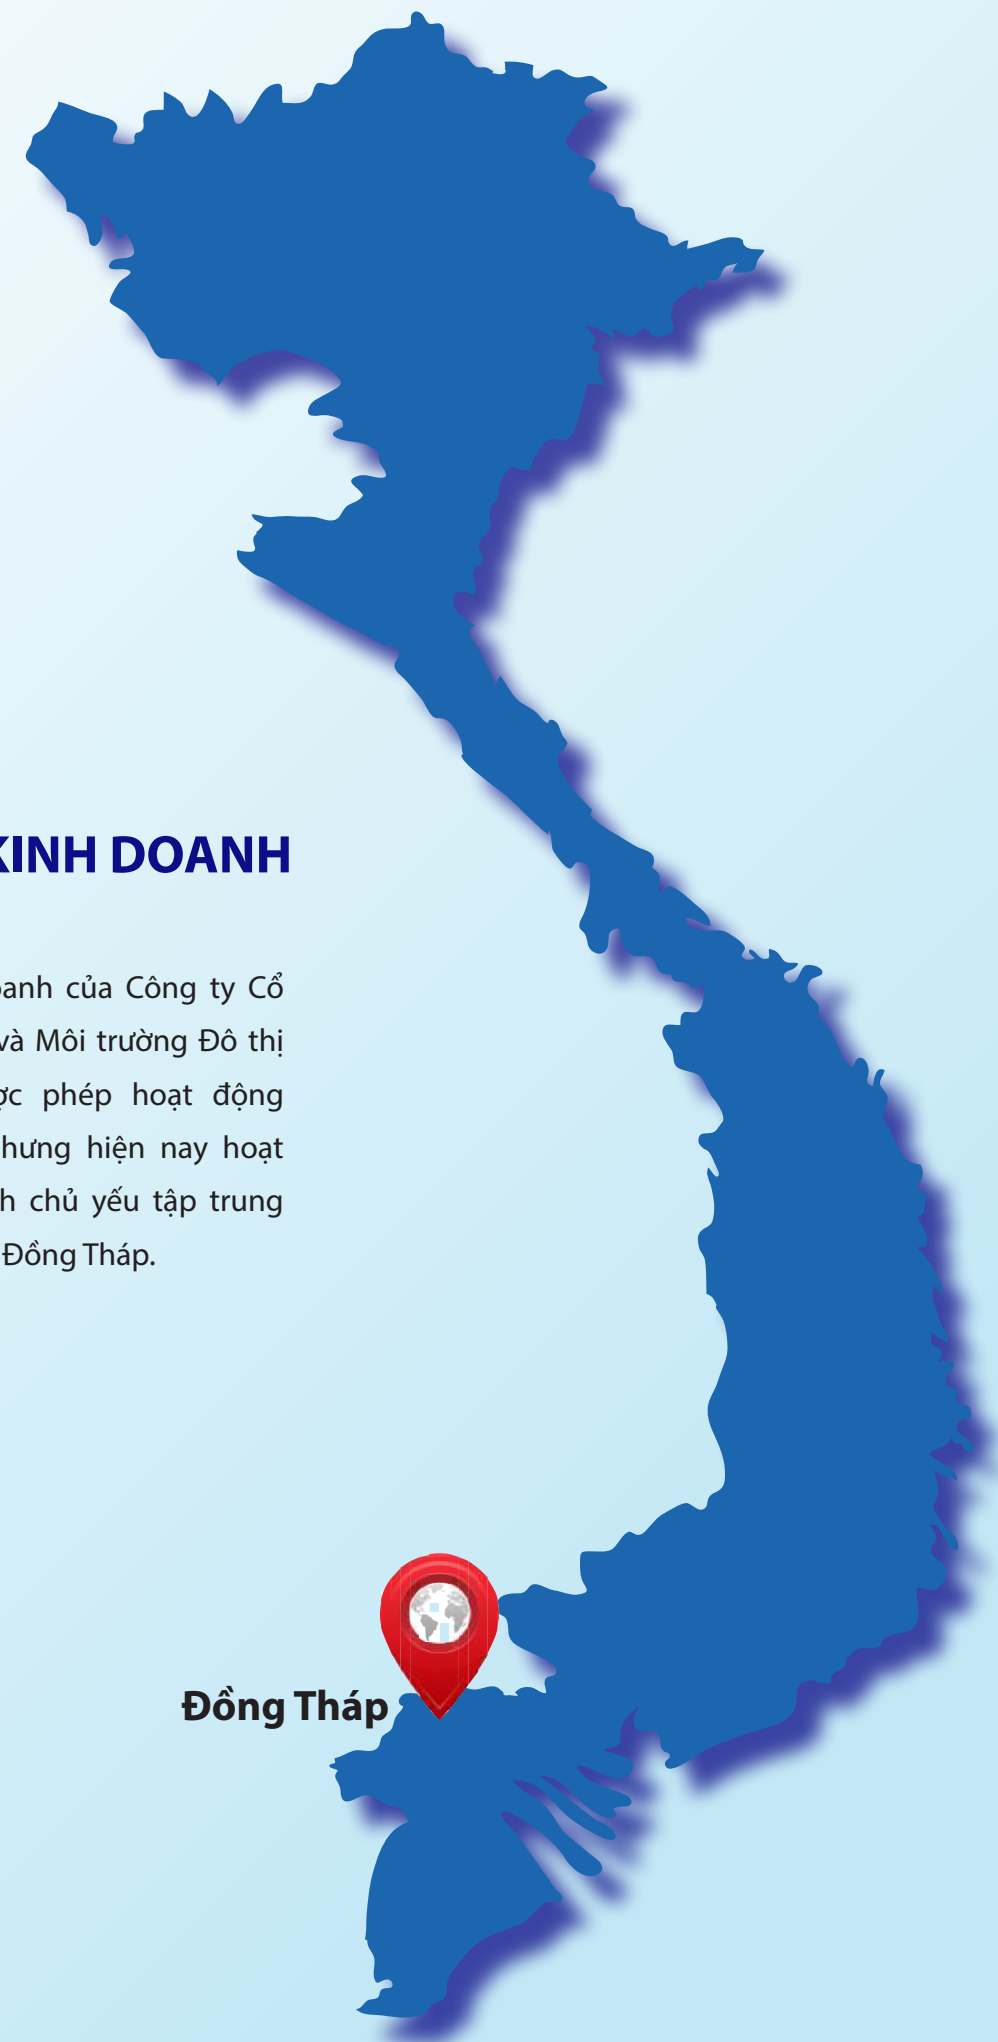 KINH DOANH
oanh của Công ty Cổ
và Môi trường Đô thị
ợc phép hoạt động
hưng hiện nay hoạt
h chủ yếu tập trung
Đồng Tháp.
Đồng Tháp